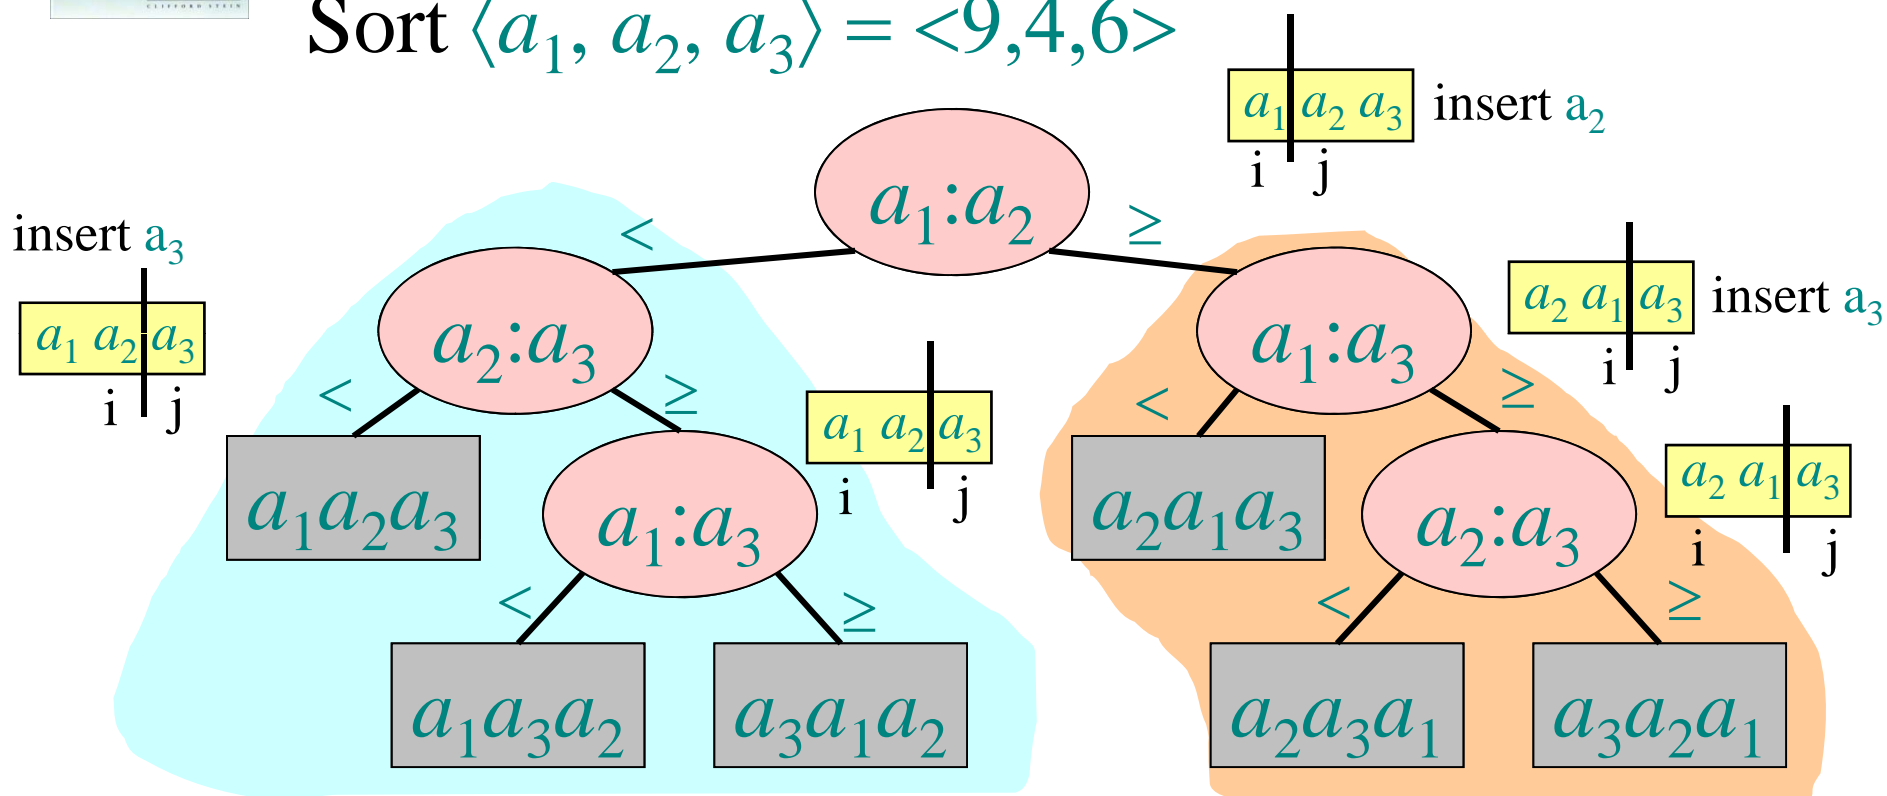 CLIFFORD STEIN
Sort ⟨a₁, a₂, a₃⟩ = <9,4,6>
a₁ a₂ a₃ insert a₂
i j
a₁:a₂
< ≥
insert a₃
a₁ a₂ a₃
i j
a₂:a₃
a₁:a₃
a₂ a₁ a₃ insert a₃
i j
< ≥
a₁ a₂ a₃
i j
< ≥
a₂ a₁ a₃
i j
a₁a₂a₃
a₁:a₃
a₂a₁a₃
a₂:a₃
< ≥
< ≥
a₁a₃a₂
a₃a₁a₂
a₂a₃a₁
a₃a₂a₁